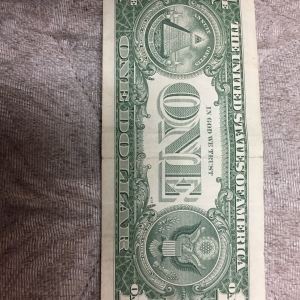 THE UNITED STATES OF AMERICA
IN GOD WE TRUST
ONE
ONE DOLLAR